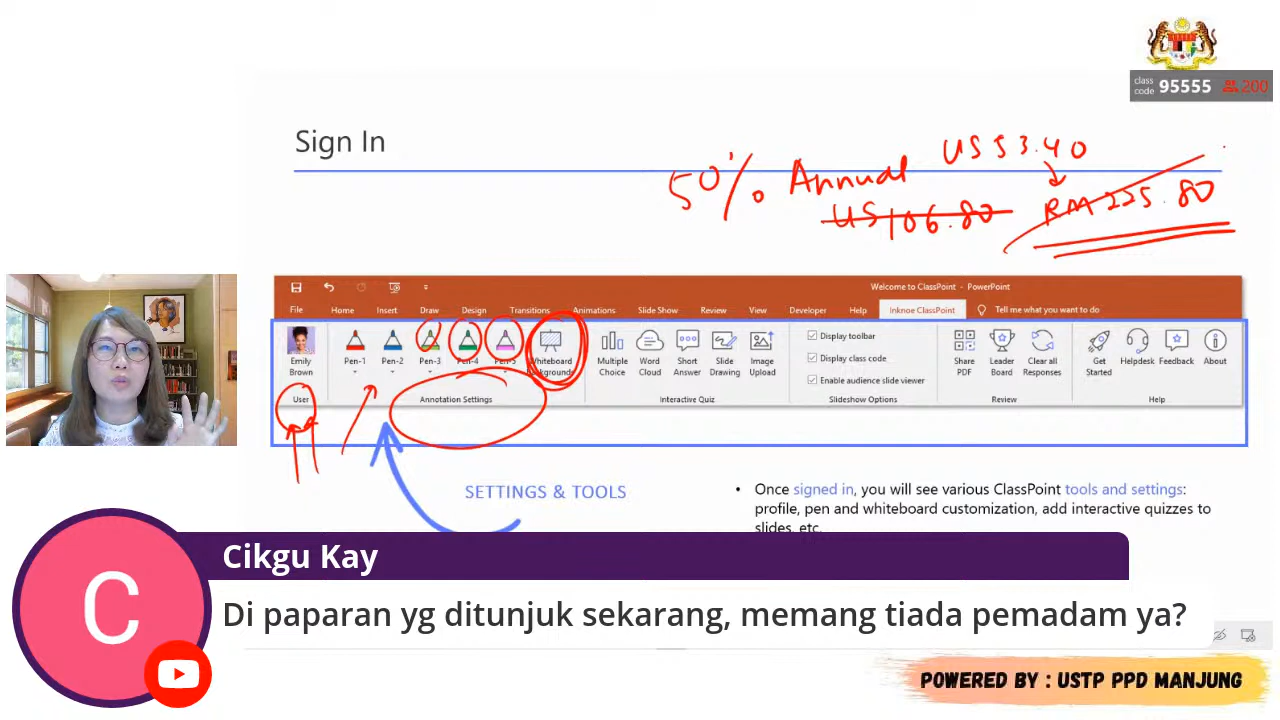 class code 95555 200
Sign In
50% Annual US$3.40
US106.80 RM225.80
Welcome to ClassPoint - PowerPoint
File Home Insert Draw Design Transitions Animations Slide Show Review View Developer Help Inknoe ClassPoint Tell me what you want to do
Emily Brown
Pen-1 Pen-2 Pen-3 Pen-4 Pen-5 Whiteboard Backgrounds
Multiple Choice Word Cloud Short Answer Slide Drawing Image Upload
Display toolbar
Display class code
Enable audience slide viewer
Share PDF Leader Board Clear all Responses
Get Started Helpdesk Feedback About
User Annotation Settings Interactive Quiz Slideshow Options Review Help
SETTINGS & TOOLS
• Once signed in, you will see various ClassPoint tools and settings:
profile, pen and whiteboard customization, add interactive quizzes to
slides, etc.
Cikgu Kay
C
Di paparan yg ditunjuk sekarang, memang tiada pemadam ya?
POWERED BY : USTP PPD MANJUNG